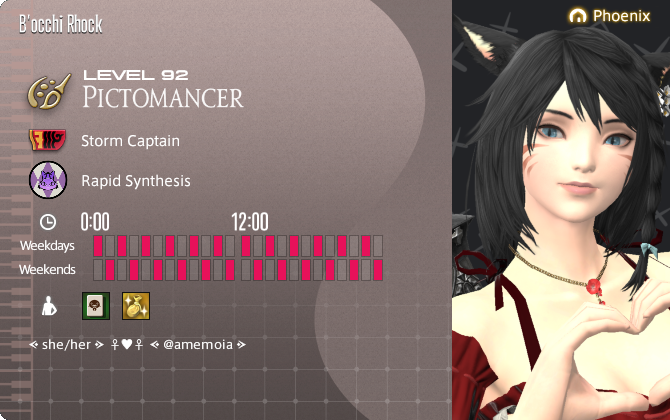 B'occhi Rhock
Phoenix
LEVEL 92
PICTOMANCER
Storm Captain
Rapid Synthesis
0:00 12:00
Weekdays
Weekends
⋞ she/her ⋟ ♀♥♀ ⋞ @amemoia ⋟